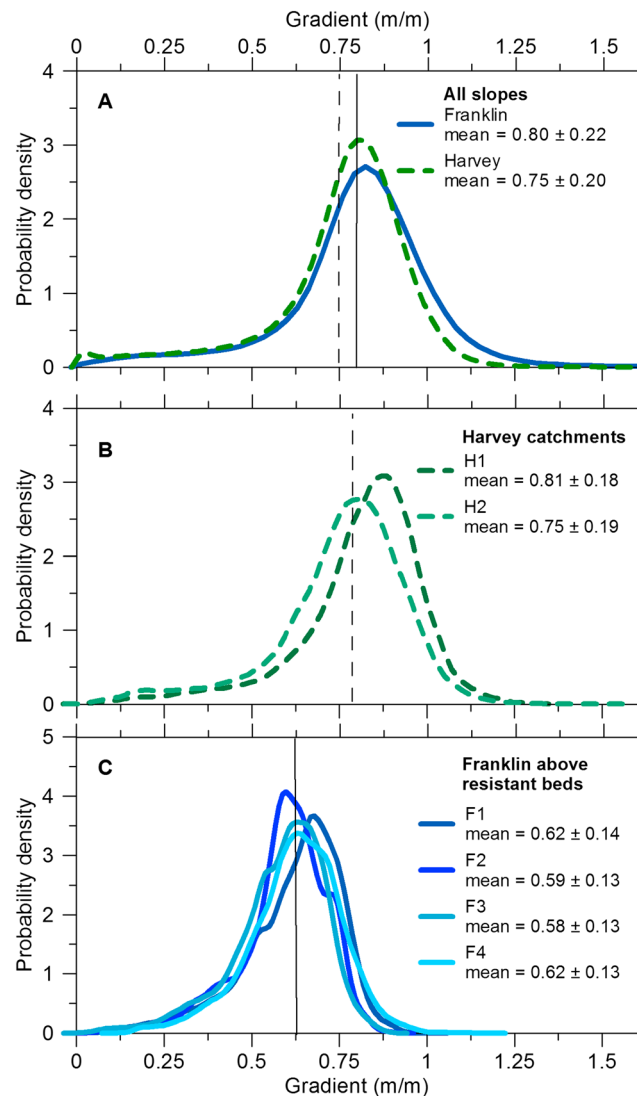 Gradient (m/m)
0 0.25 0.50 0.75 1 1.25 1.5
4
3
2
1
0
Probability density
A
All slopes
Franklin
mean = 0.80 ± 0.22
Harvey
mean = 0.75 ± 0.20
4
3
2
1
0
Probability density
B
Harvey catchments
H1
mean = 0.81 ± 0.18
H2
mean = 0.75 ± 0.19
5
4
3
2
1
0
Probability density
C
Franklin above
resistant beds
F1
mean = 0.62 ± 0.14
F2
mean = 0.59 ± 0.13
F3
mean = 0.58 ± 0.13
F4
mean = 0.62 ± 0.13
0 0.25 0.5 0.75 1 1.25 1.5
Gradient (m/m)